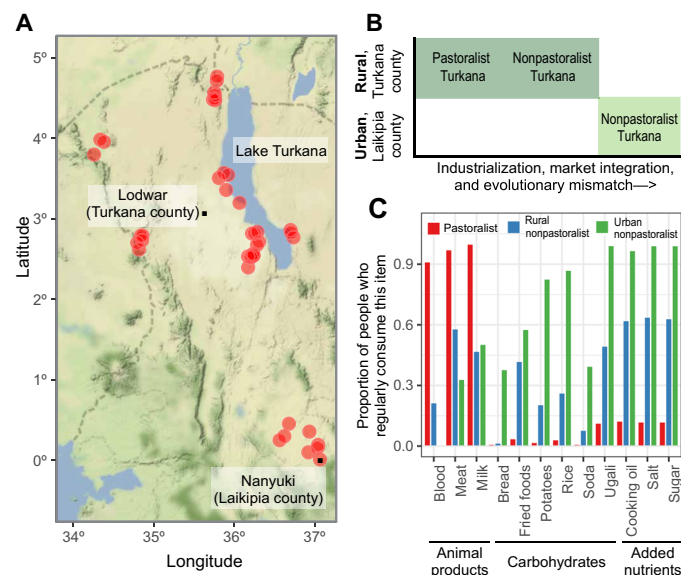 A
5º
4º
3º
2º
1º
0º
Latitude
34º
35º
36º
37º
Longitude
Lake Turkana
Lodwar
(Turkana county)
Nanyuki
(Laikipia county)
B
Rural,
Turkana
county
Urban,
Laikipia
county
Pastoralist
Turkana
Nonpastoralist
Turkana
Nonpastoralist
Turkana
Industrialization, market integration,
and evolutionary mismatch—>
C
Pastoralist
Rural
nonpastoralist
Urban
nonpastoralist
Proportion of people who
regularly consume this item
0.9
0.6
0.3
0.0
Blood
Meat
Milk
Bread
Fried foods
Potatoes
Rice
Soda
Ugali
Cooking oil
Salt
Sugar
Animal
products
Carbohydrates
Added
nutrients